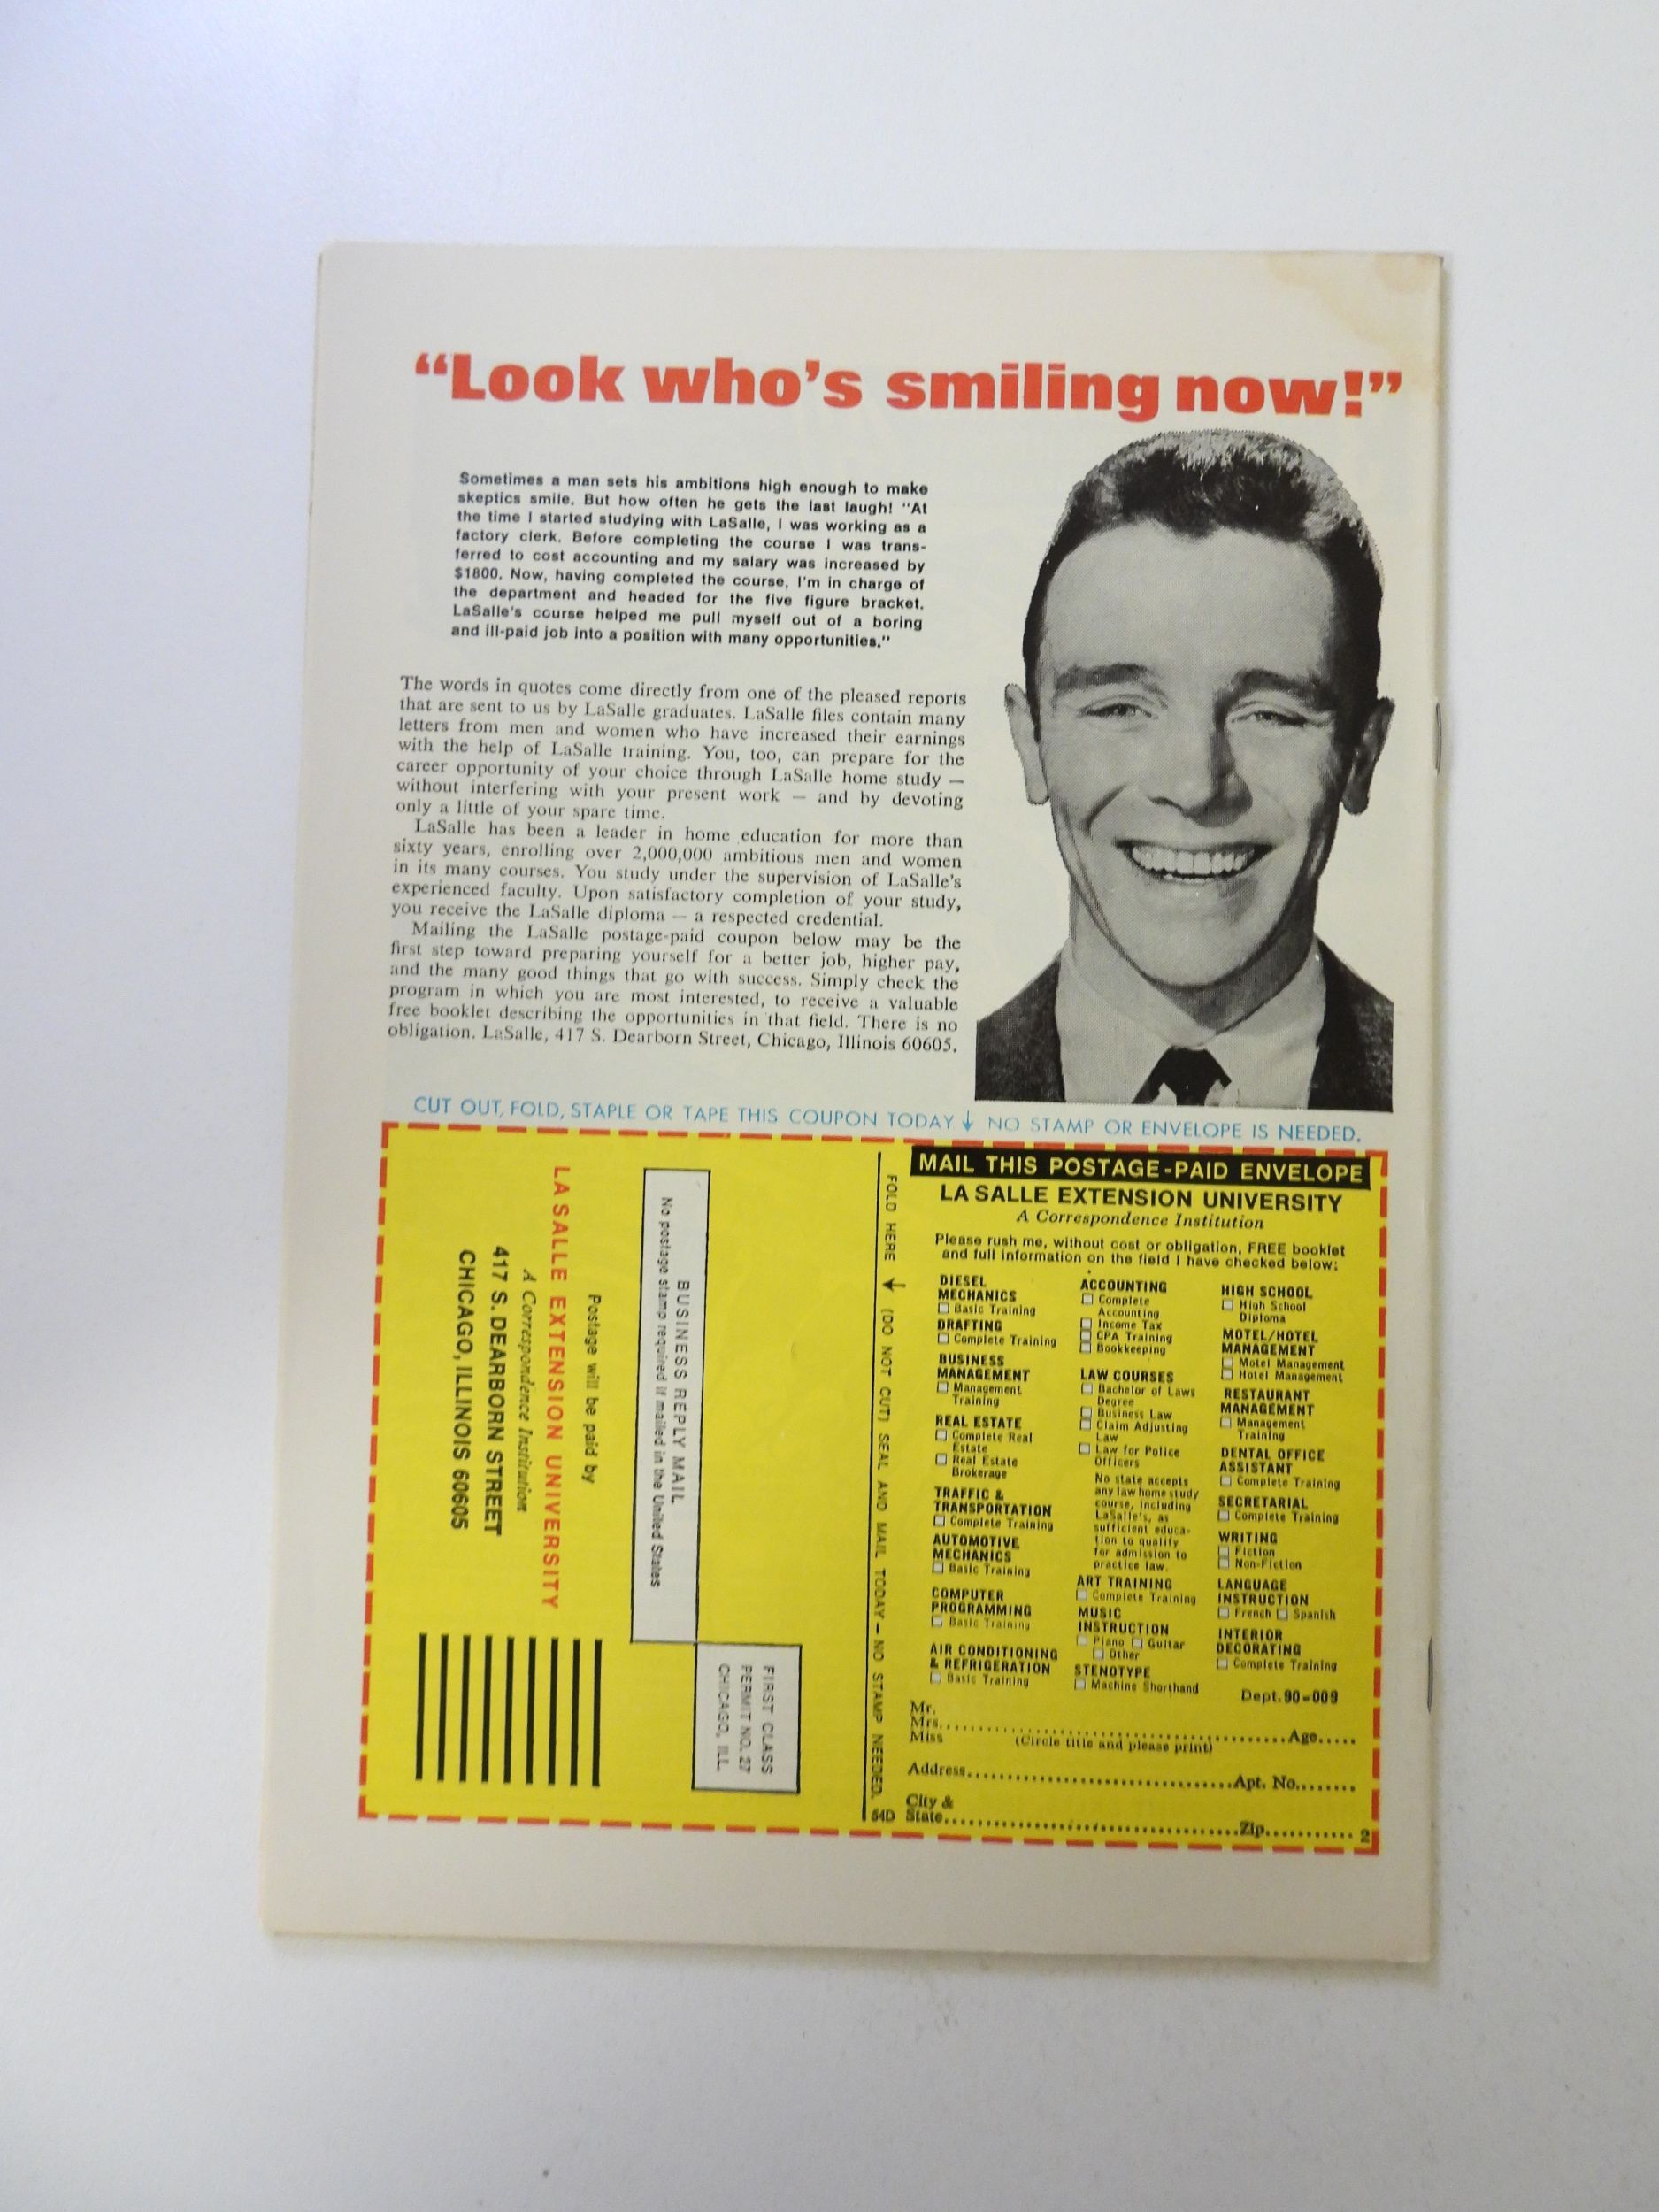 “Look who's smiling now!”
Sometimes a man sets his ambitions high enough to make
skeptics smile. But how often he gets the last laugh! "At
the time I started studying with LaSalle, I was working as a
factory clerk. Before completing the course I was trans-
ferred to cost accounting and my salary was increased by
$1800. Now, having completed the course, I'm in charge of
the department and headed for the five figure bracket.
LaSalle's course helped me pull myself out of a boring
and ill-paid job into a position with many opportunities."
The words in quotes come directly from one of the pleased reports
that are sent to us by LaSalle graduates. LaSalle files contain many
letters from men and women who have increased their earnings
with the help of LaSalle training. You, too, can prepare for the
career opportunity of your choice through LaSalle home study —
without interfering with your present work — and by devoting
only a little of your spare time.
LaSalle has been a leader in home education for more than
sixty years, enrolling over 2,000,000 ambitious men and women
in its many courses. You study under the supervision of LaSalle's
experienced faculty. Upon satisfactory completion of your study,
you receive the LaSalle diploma — a respected credential.
Mailing the LaSalle postage-paid coupon below may be the
first step toward preparing yourself for a better job, higher pay,
and the many good things that go with success. Simply check the
program in which you are most interested, to receive a valuable
free booklet describing the opportunities in that field. There is no
obligation. LaSalle, 417 S. Dearborn Street, Chicago, Illinois 60605.
CUT OUT, FOLD, STAPLE OR TAPE THIS COUPON TODAY ↓ NO STAMP OR ENVELOPE IS NEEDED.
FIRST CLASS
PERMIT NO. 27
CHICAGO, ILL.
BUSINESS REPLY MAIL
No postage stamp required if mailed in the United States
Postage will be paid by
LA SALLE EXTENSION UNIVERSITY
A Correspondence Institution
417 S. DEARBORN STREET
CHICAGO, ILLINOIS 60605
FOLD HERE ↓ (DO NOT CUT) SEAL AND MAIL TODAY — NO STAMP NEEDED.
54D
MAIL THIS POSTAGE-PAID ENVELOPE
LA SALLE EXTENSION UNIVERSITY
A Correspondence Institution
Please rush me, without cost or obligation, FREE booklet
and full information on the field I have checked below:
DIESEL
MECHANICS
☐ Basic Training
DRAFTING
☐ Complete Training
BUSINESS
MANAGEMENT
☐ Management
Training
REAL ESTATE
☐ Complete Real
Estate
☐ Real Estate
Brokerage
TRAFFIC &
TRANSPORTATION
☐ Complete Training
AUTOMOTIVE
MECHANICS
☐ Basic Training
COMPUTER
PROGRAMMING
☐ Basic Training
AIR CONDITIONING
& REFRIGERATION
☐ Basic Training
ACCOUNTING
☐ Complete
Accounting
☐ Income Tax
☐ CPA Training
☐ Bookkeeping
LAW COURSES
☐ Bachelor of Laws
Degree
☐ Business Law
☐ Claim Adjusting
Law
☐ Law for Police
Officers
No state accepts
any law home study
course, including
LaSalle's, as
sufficient educa-
tion to qualify
for admission to
practice law.
ART TRAINING
☐ Complete Training
MUSIC
INSTRUCTION
☐ Piano ☐ Guitar
☐ Other
STENOTYPE
☐ Machine Shorthand
HIGH SCHOOL
☐ High School
Diploma
MOTEL/HOTEL
MANAGEMENT
☐ Motel Management
☐ Hotel Management
RESTAURANT
MANAGEMENT
☐ Management
Training
DENTAL OFFICE
ASSISTANT
☐ Complete Training
SECRETARIAL
☐ Complete Training
WRITING
☐ Fiction
☐ Non-Fiction
LANGUAGE
INSTRUCTION
☐ French ☐ Spanish
INTERIOR
DECORATING
☐ Complete Training
Dept. 90-009
Mr.
Mrs. Age
Miss (Circle title and please print)
Address Apt. No.
City &
State Zip 2